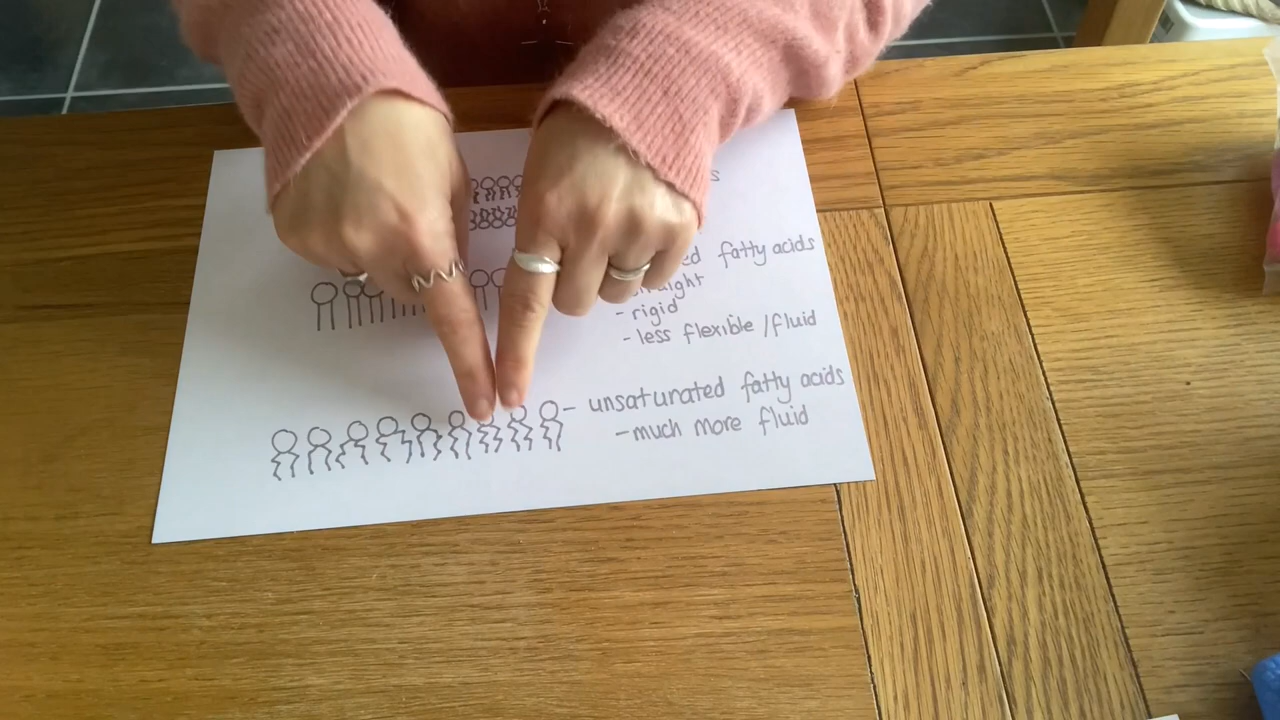 fatty acids
- rigid
- less flexible /fluid
- unsaturated fatty acids
- much more fluid